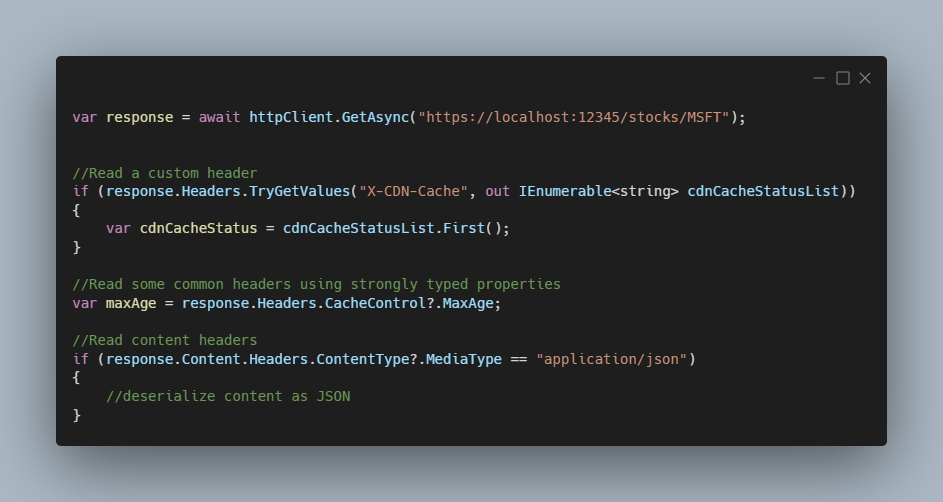 var response = await httpClient.GetAsync("https://localhost:12345/stocks/MSFT");
//Read a custom header
if (response.Headers.TryGetValues("X-CDN-Cache", out IEnumerable<string> cdnCacheStatusList))
{
    var cdnCacheStatus = cdnCacheStatusList.First();
}
//Read some common headers using strongly typed properties
var maxAge = response.Headers.CacheControl?.MaxAge;
//Read content headers
if (response.Content.Headers.ContentType?.MediaType == "application/json")
{
    //deserialize content as JSON
}